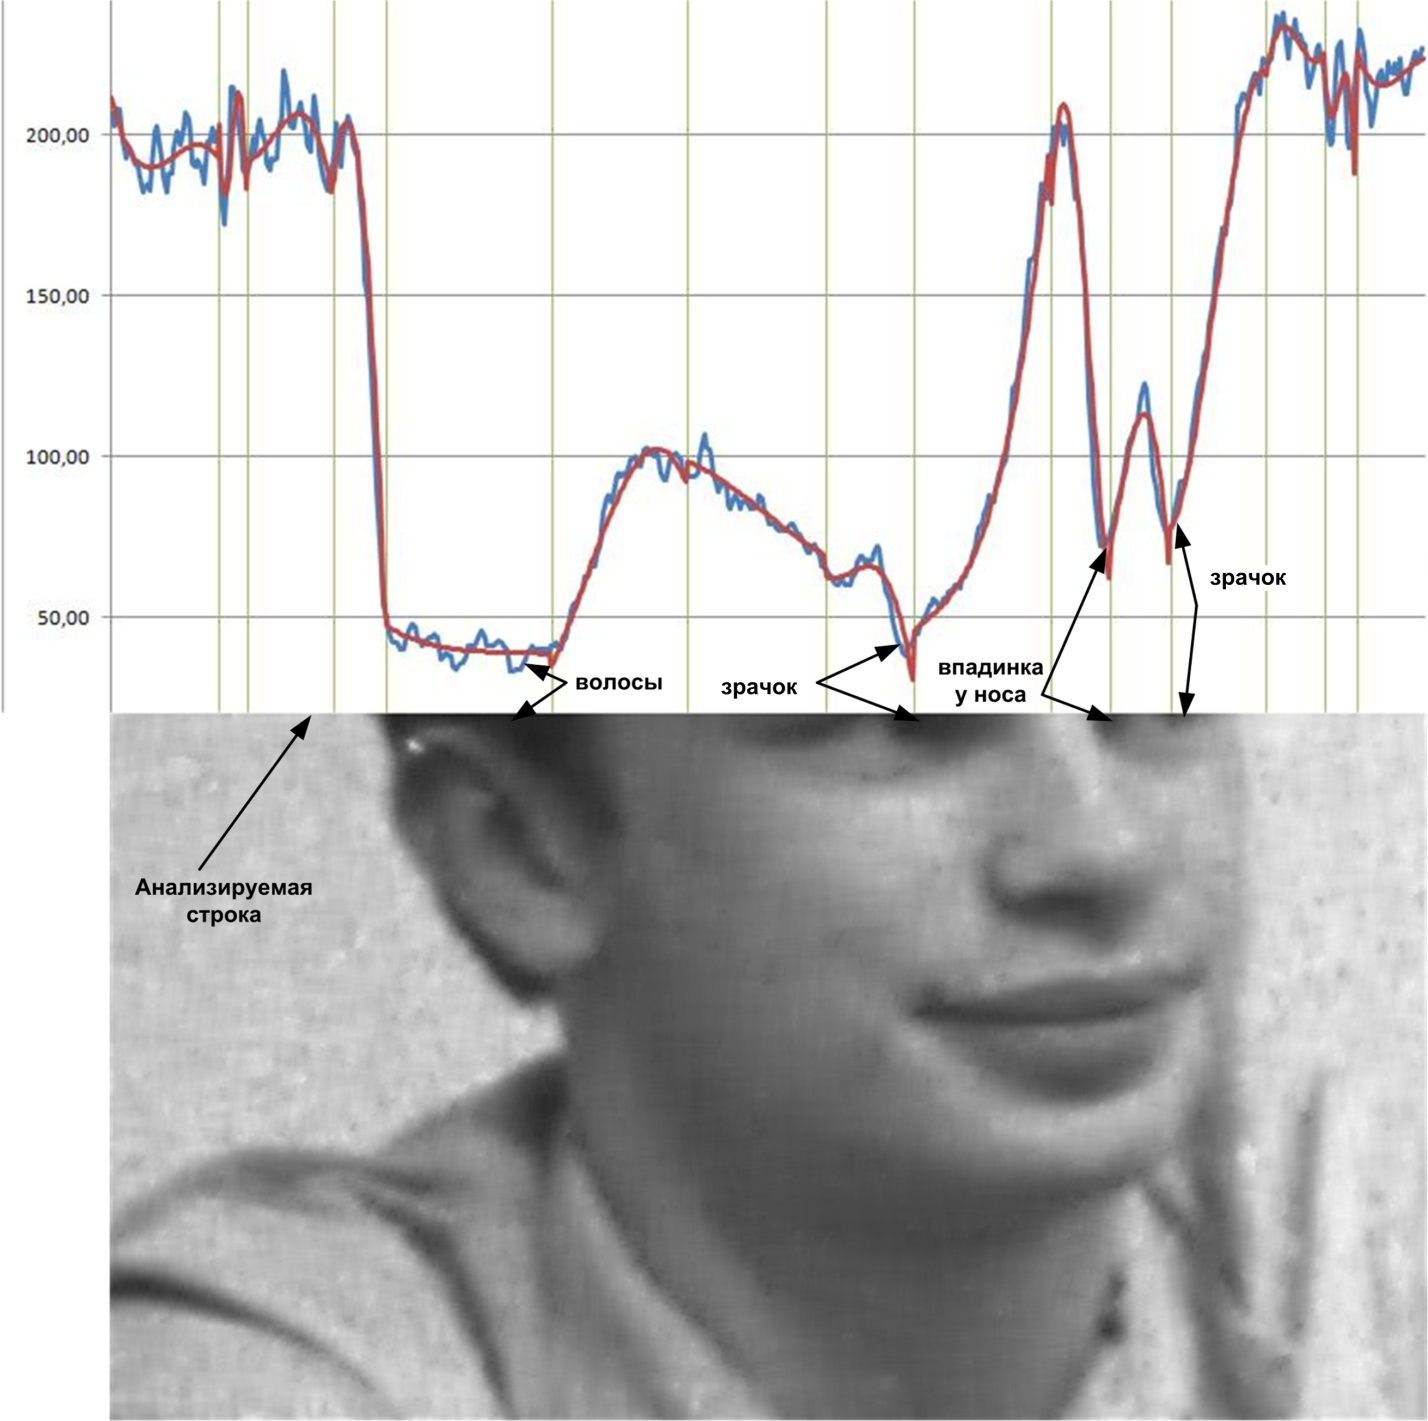 200,00
150,00
100,00
50,00
зрачок
волосы
зрачок
впадинка
у носа
Анализируемая
строка